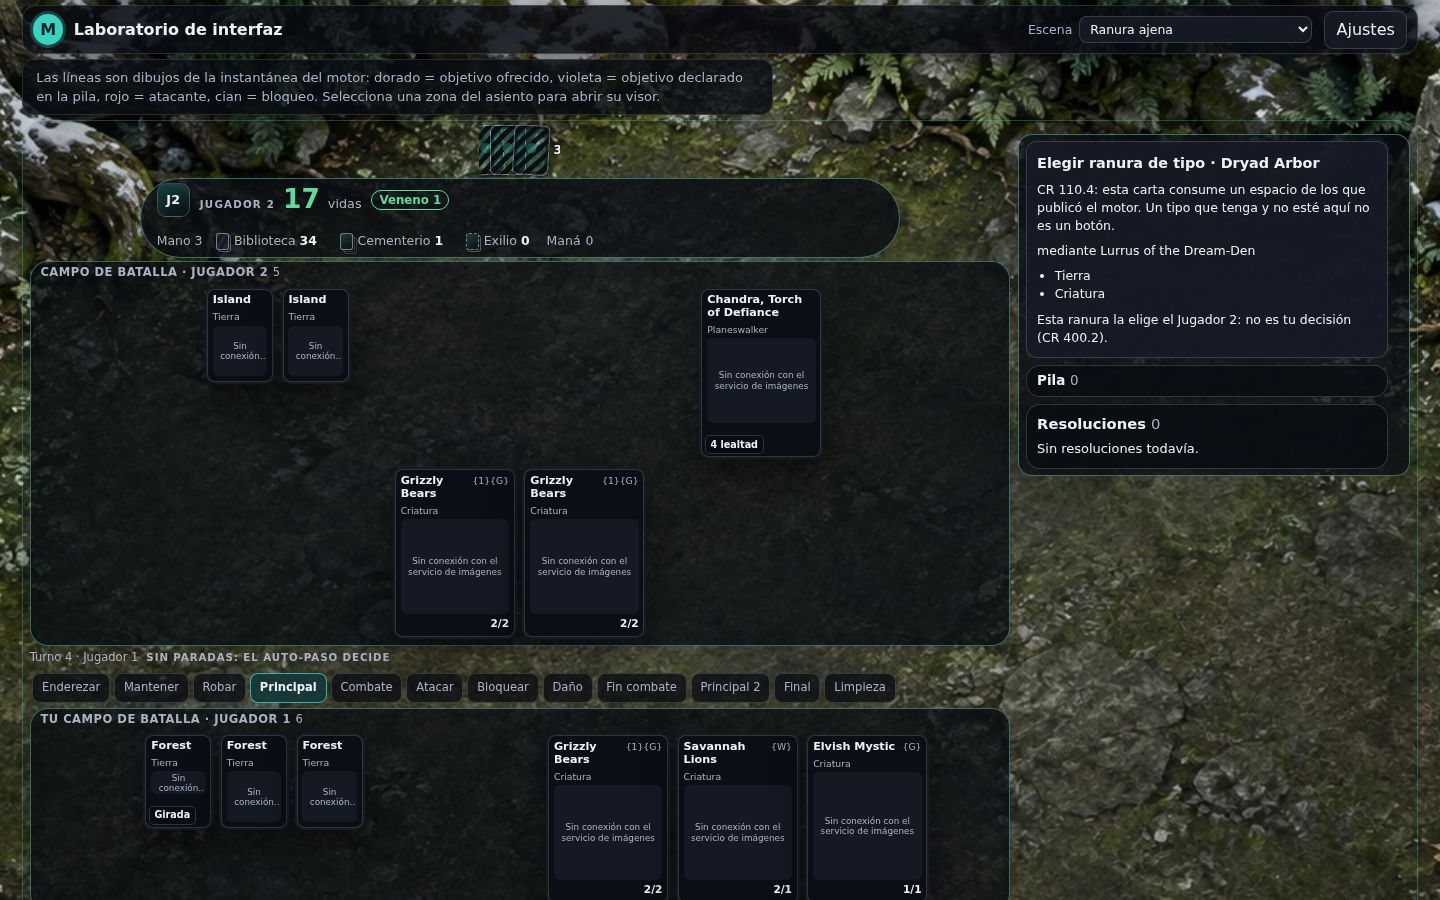 M Laboratorio de interfaz
Escena Ranura ajena Ajustes
Las líneas son dibujos de la instantánea del motor: dorado = objetivo ofrecido, violeta = objetivo declarado
en la pila, rojo = atacante, cian = bloqueo. Selecciona una zona del asiento para abrir su visor.
3
J2 JUGADOR 2 17 vidas Veneno 1
Mano 3 Biblioteca 34 Cementerio 1 Exilio 0 Maná 0
CAMPO DE BATALLA · JUGADOR 2 5
Island
Tierra
Sin
conexión..
Island
Tierra
Sin
conexión..
Chandra, Torch
of Defiance
Planeswalker
Sin conexión con el
servicio de imágenes
4 lealtad
Grizzly {1}{G}
Bears
Criatura
Sin conexión con el
servicio de imágenes
2/2
Grizzly {1}{G}
Bears
Criatura
Sin conexión con el
servicio de imágenes
2/2
Turno 4 · Jugador 1 SIN PARADAS: EL AUTO-PASO DECIDE
Enderezar Mantener Robar Principal Combate Atacar Bloquear Daño Fin combate Principal 2 Final Limpieza
TU CAMPO DE BATALLA · JUGADOR 1 6
Forest
Tierra
Sin
conexión..
Girada
Forest
Tierra
Sin
conexión..
Forest
Tierra
Sin
conexión..
Grizzly {1}{G}
Bears
Criatura
Sin conexión con el
servicio de imágenes
2/2
Savannah {W}
Lions
Criatura
Sin conexión con el
servicio de imágenes
2/1
Elvish Mystic {G}
Criatura
Sin conexión con el
servicio de imágenes
1/1
Elegir ranura de tipo · Dryad Arbor
CR 110.4: esta carta consume un espacio de los que
publicó el motor. Un tipo que tenga y no esté aquí no
es un botón.
mediante Lurrus of the Dream-Den
• Tierra
• Criatura
Esta ranura la elige el Jugador 2: no es tu decisión
(CR 400.2).
Pila 0
Resoluciones 0
Sin resoluciones todavía.